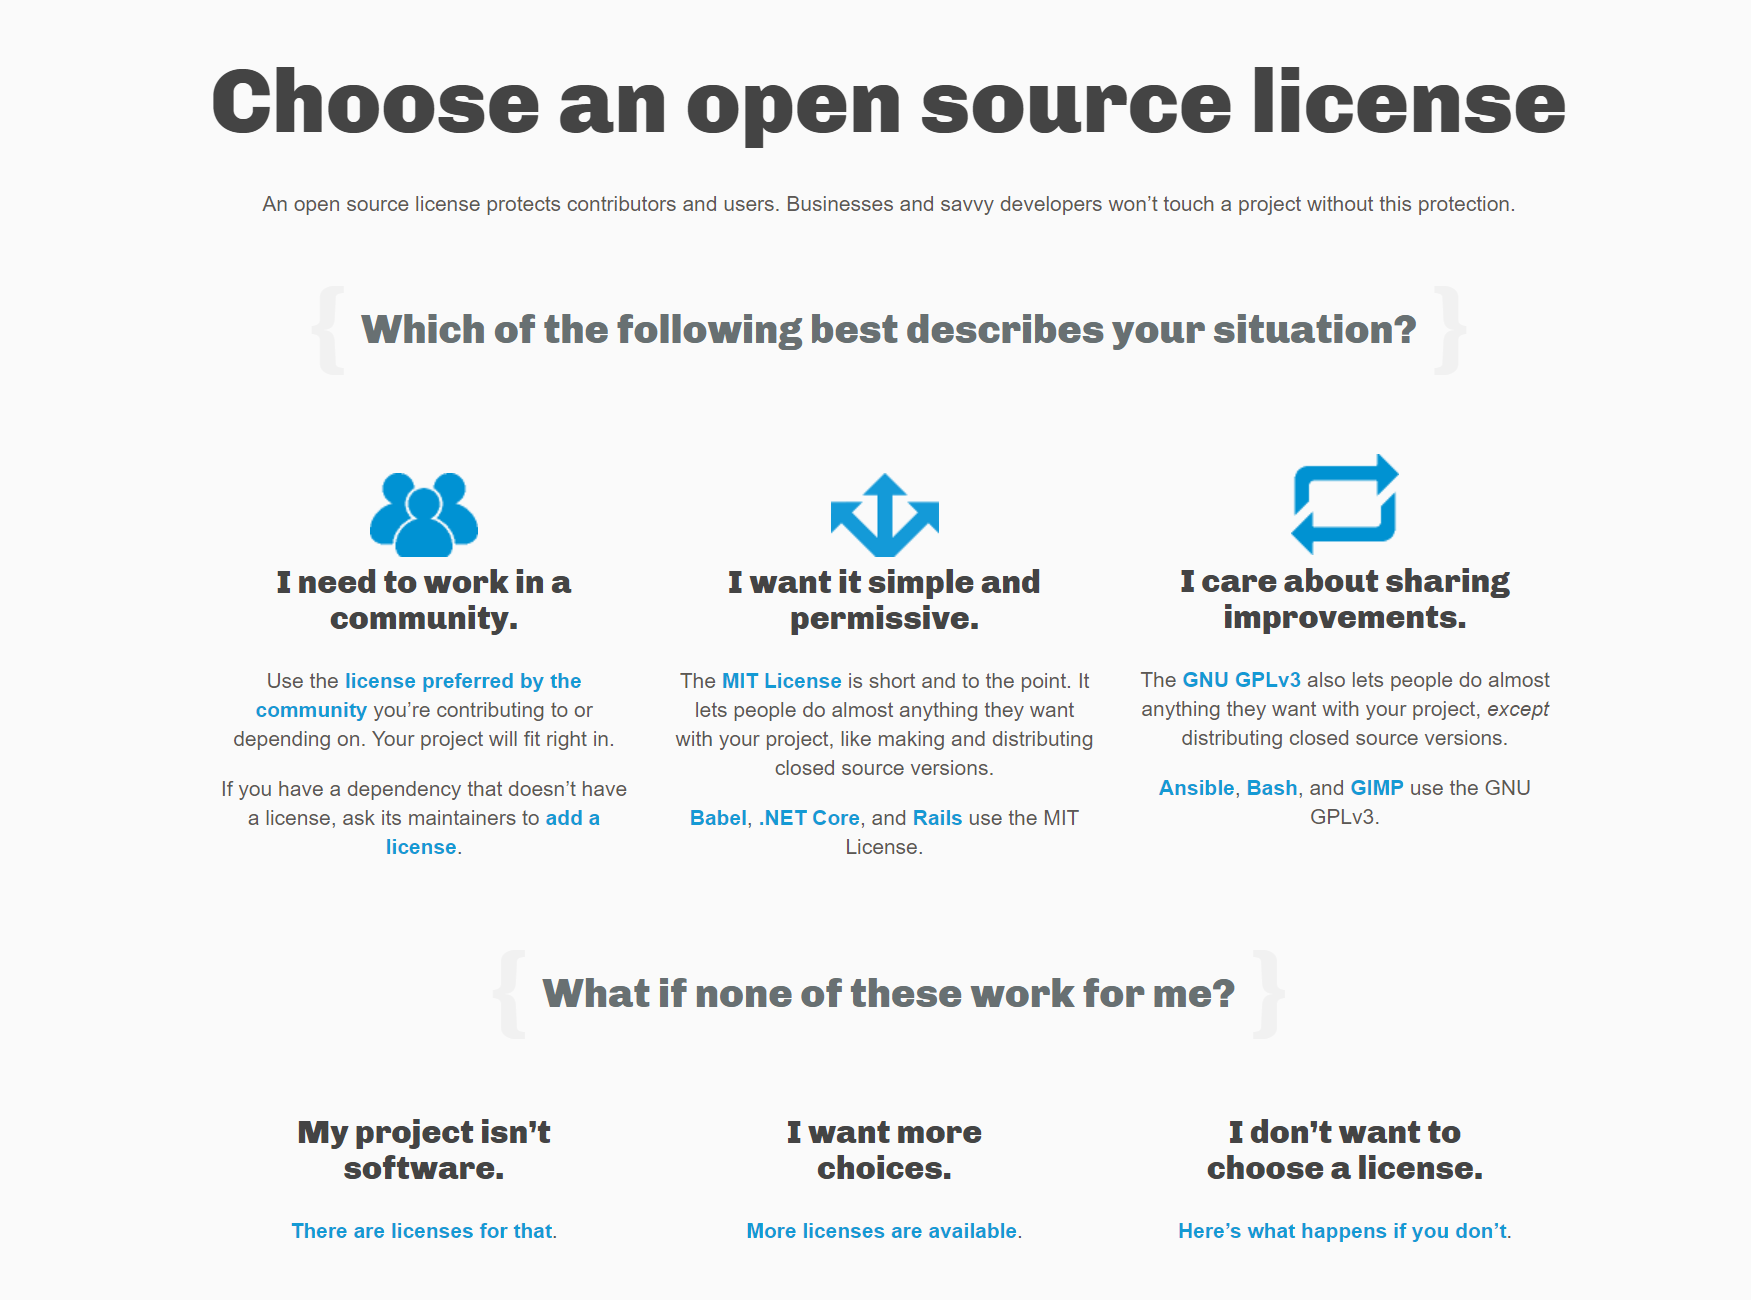 Choose an open source license
An open source license protects contributors and users. Businesses and savvy developers won’t touch a project without this protection.
{ Which of the following best describes your situation? }
I need to work in a
community.
Use the license preferred by the
community you’re contributing to or
depending on. Your project will fit right in.
If you have a dependency that doesn’t have
a license, ask its maintainers to add a
license.
I want it simple and
permissive.
The MIT License is short and to the point. It
lets people do almost anything they want
with your project, like making and distributing
closed source versions.
Babel, .NET Core, and Rails use the MIT
License.
I care about sharing
improvements.
The GNU GPLv3 also lets people do almost
anything they want with your project, except
distributing closed source versions.
Ansible, Bash, and GIMP use the GNU
GPLv3.
{ What if none of these work for me? }
My project isn’t
software.
There are licenses for that.
I want more
choices.
More licenses are available.
I don’t want to
choose a license.
Here’s what happens if you don’t.